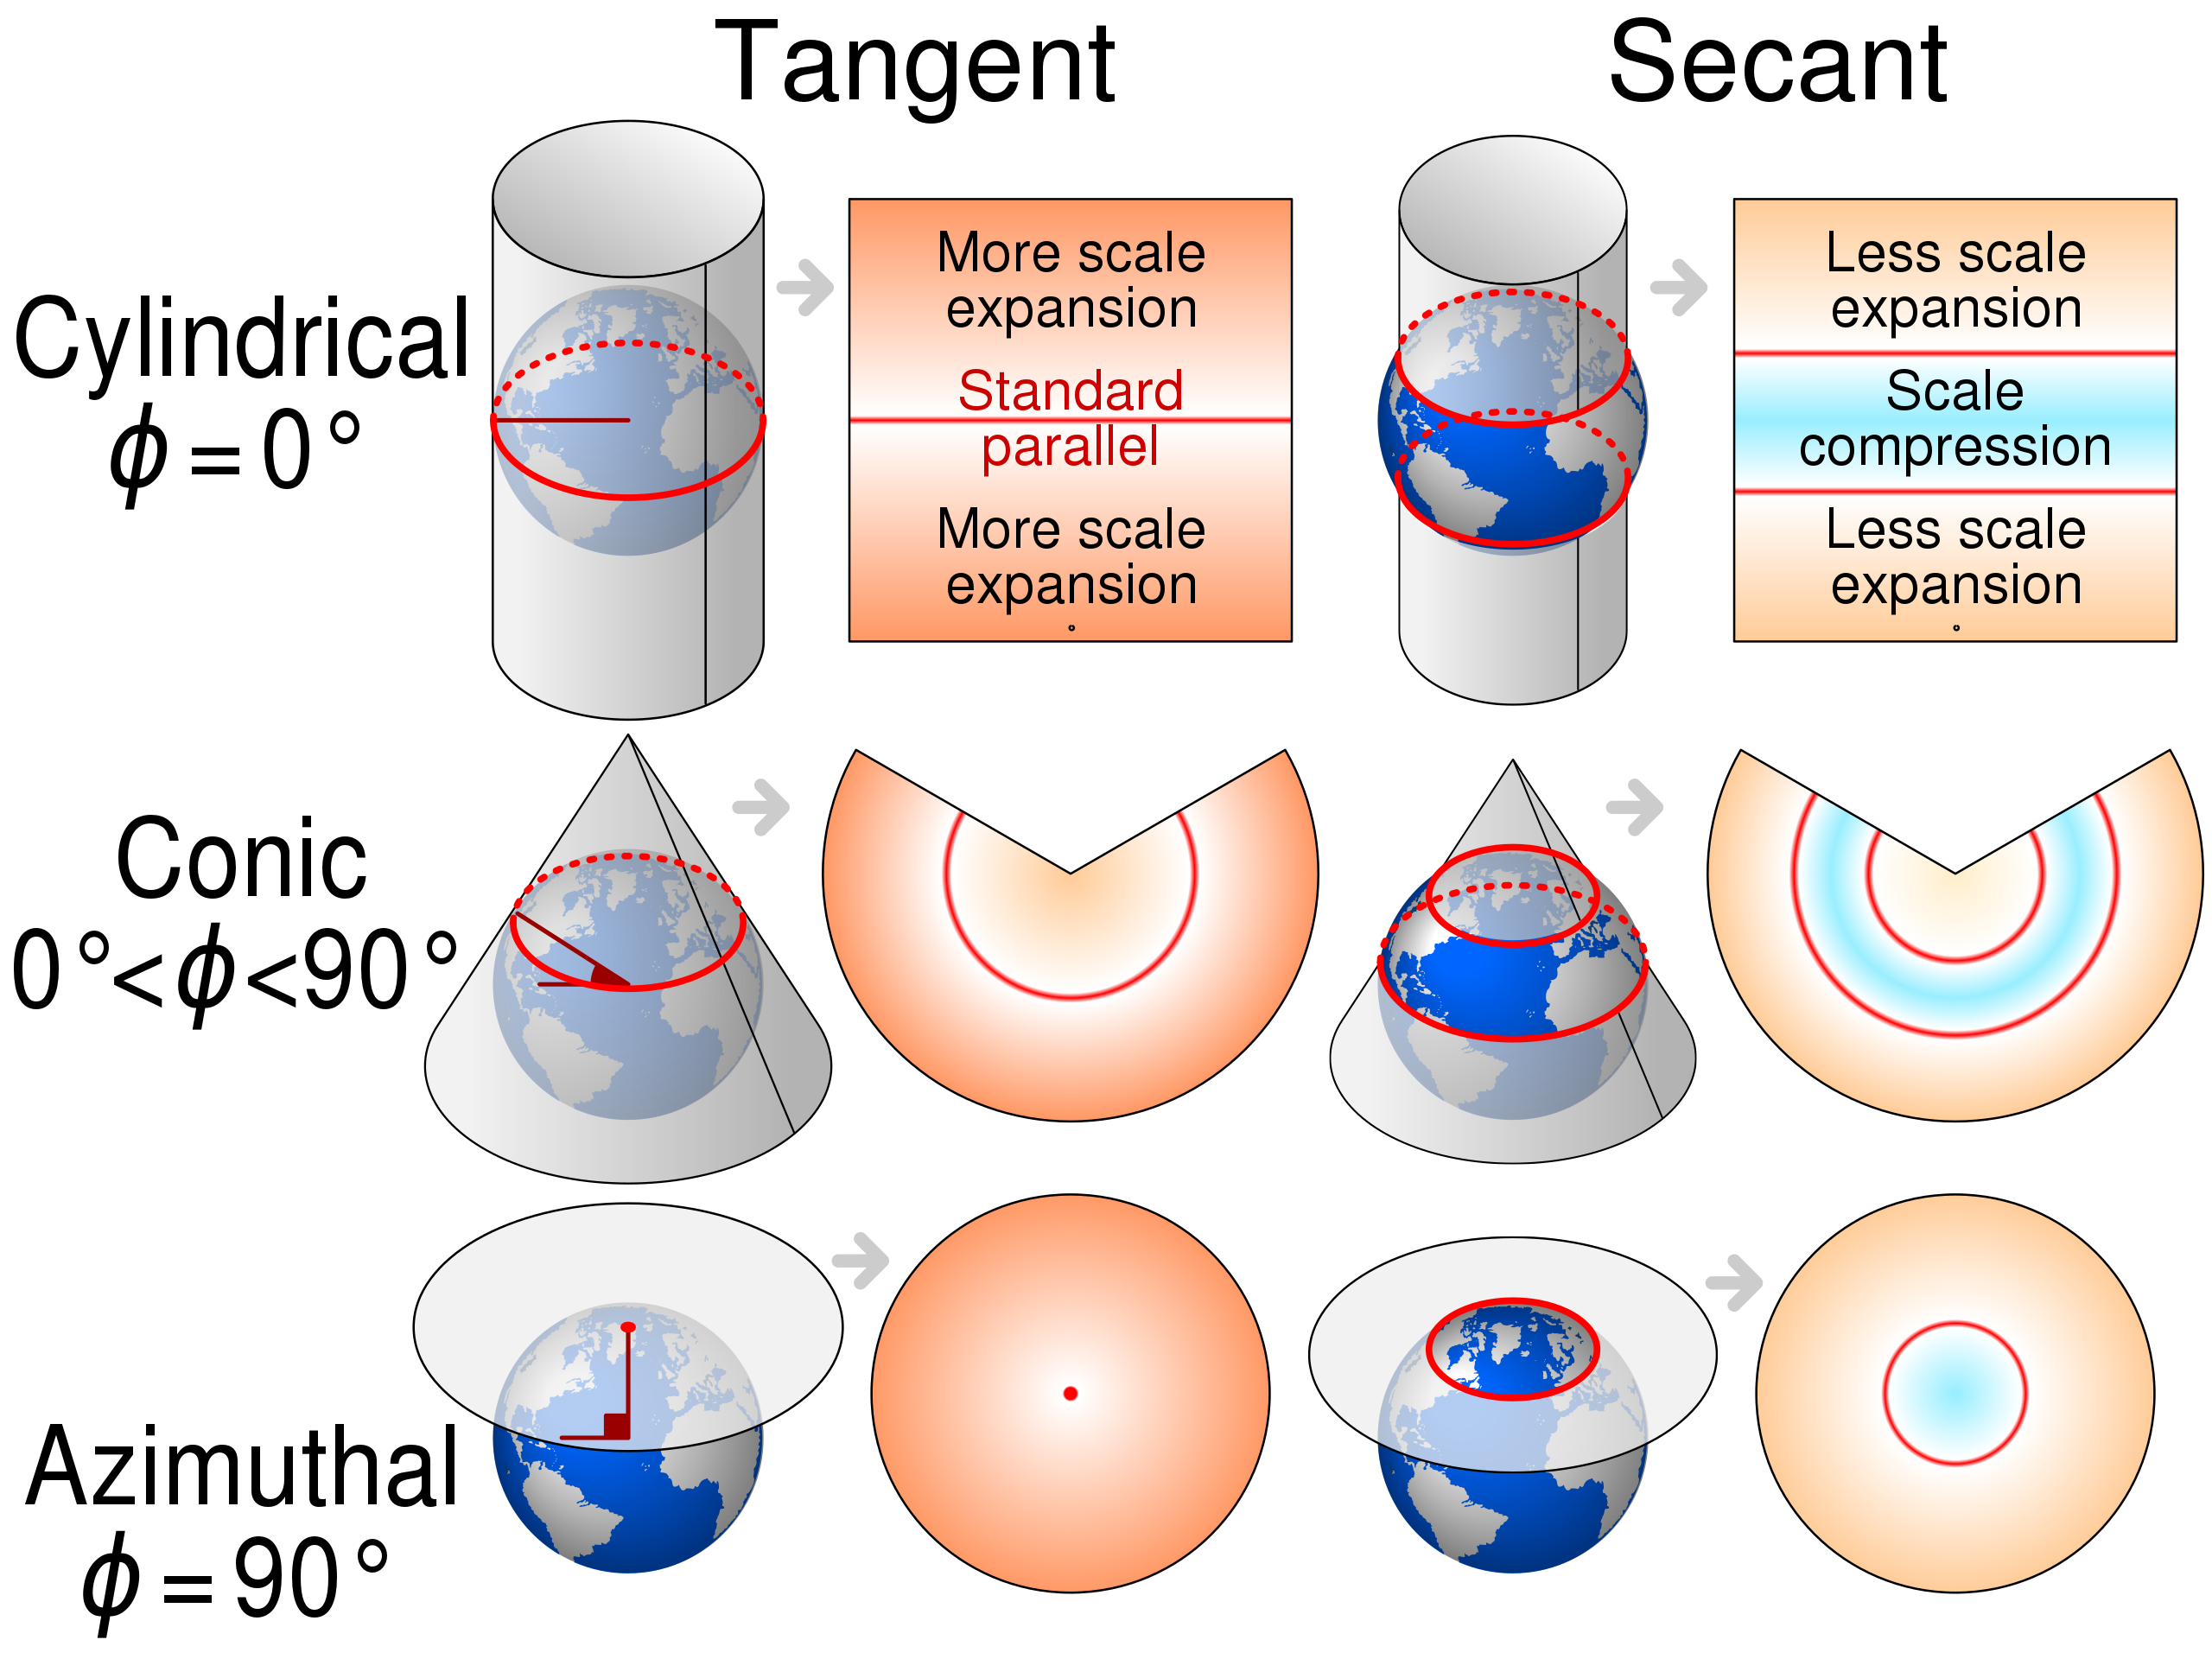 Tangent
Secant
Cylindrical
ϕ = 0°
More scale
expansion
Standard
parallel
More scale
expansion
Less scale
expansion
Scale
compression
Less scale
expansion
Conic
0°<ϕ<90°
Azimuthal
ϕ = 90°